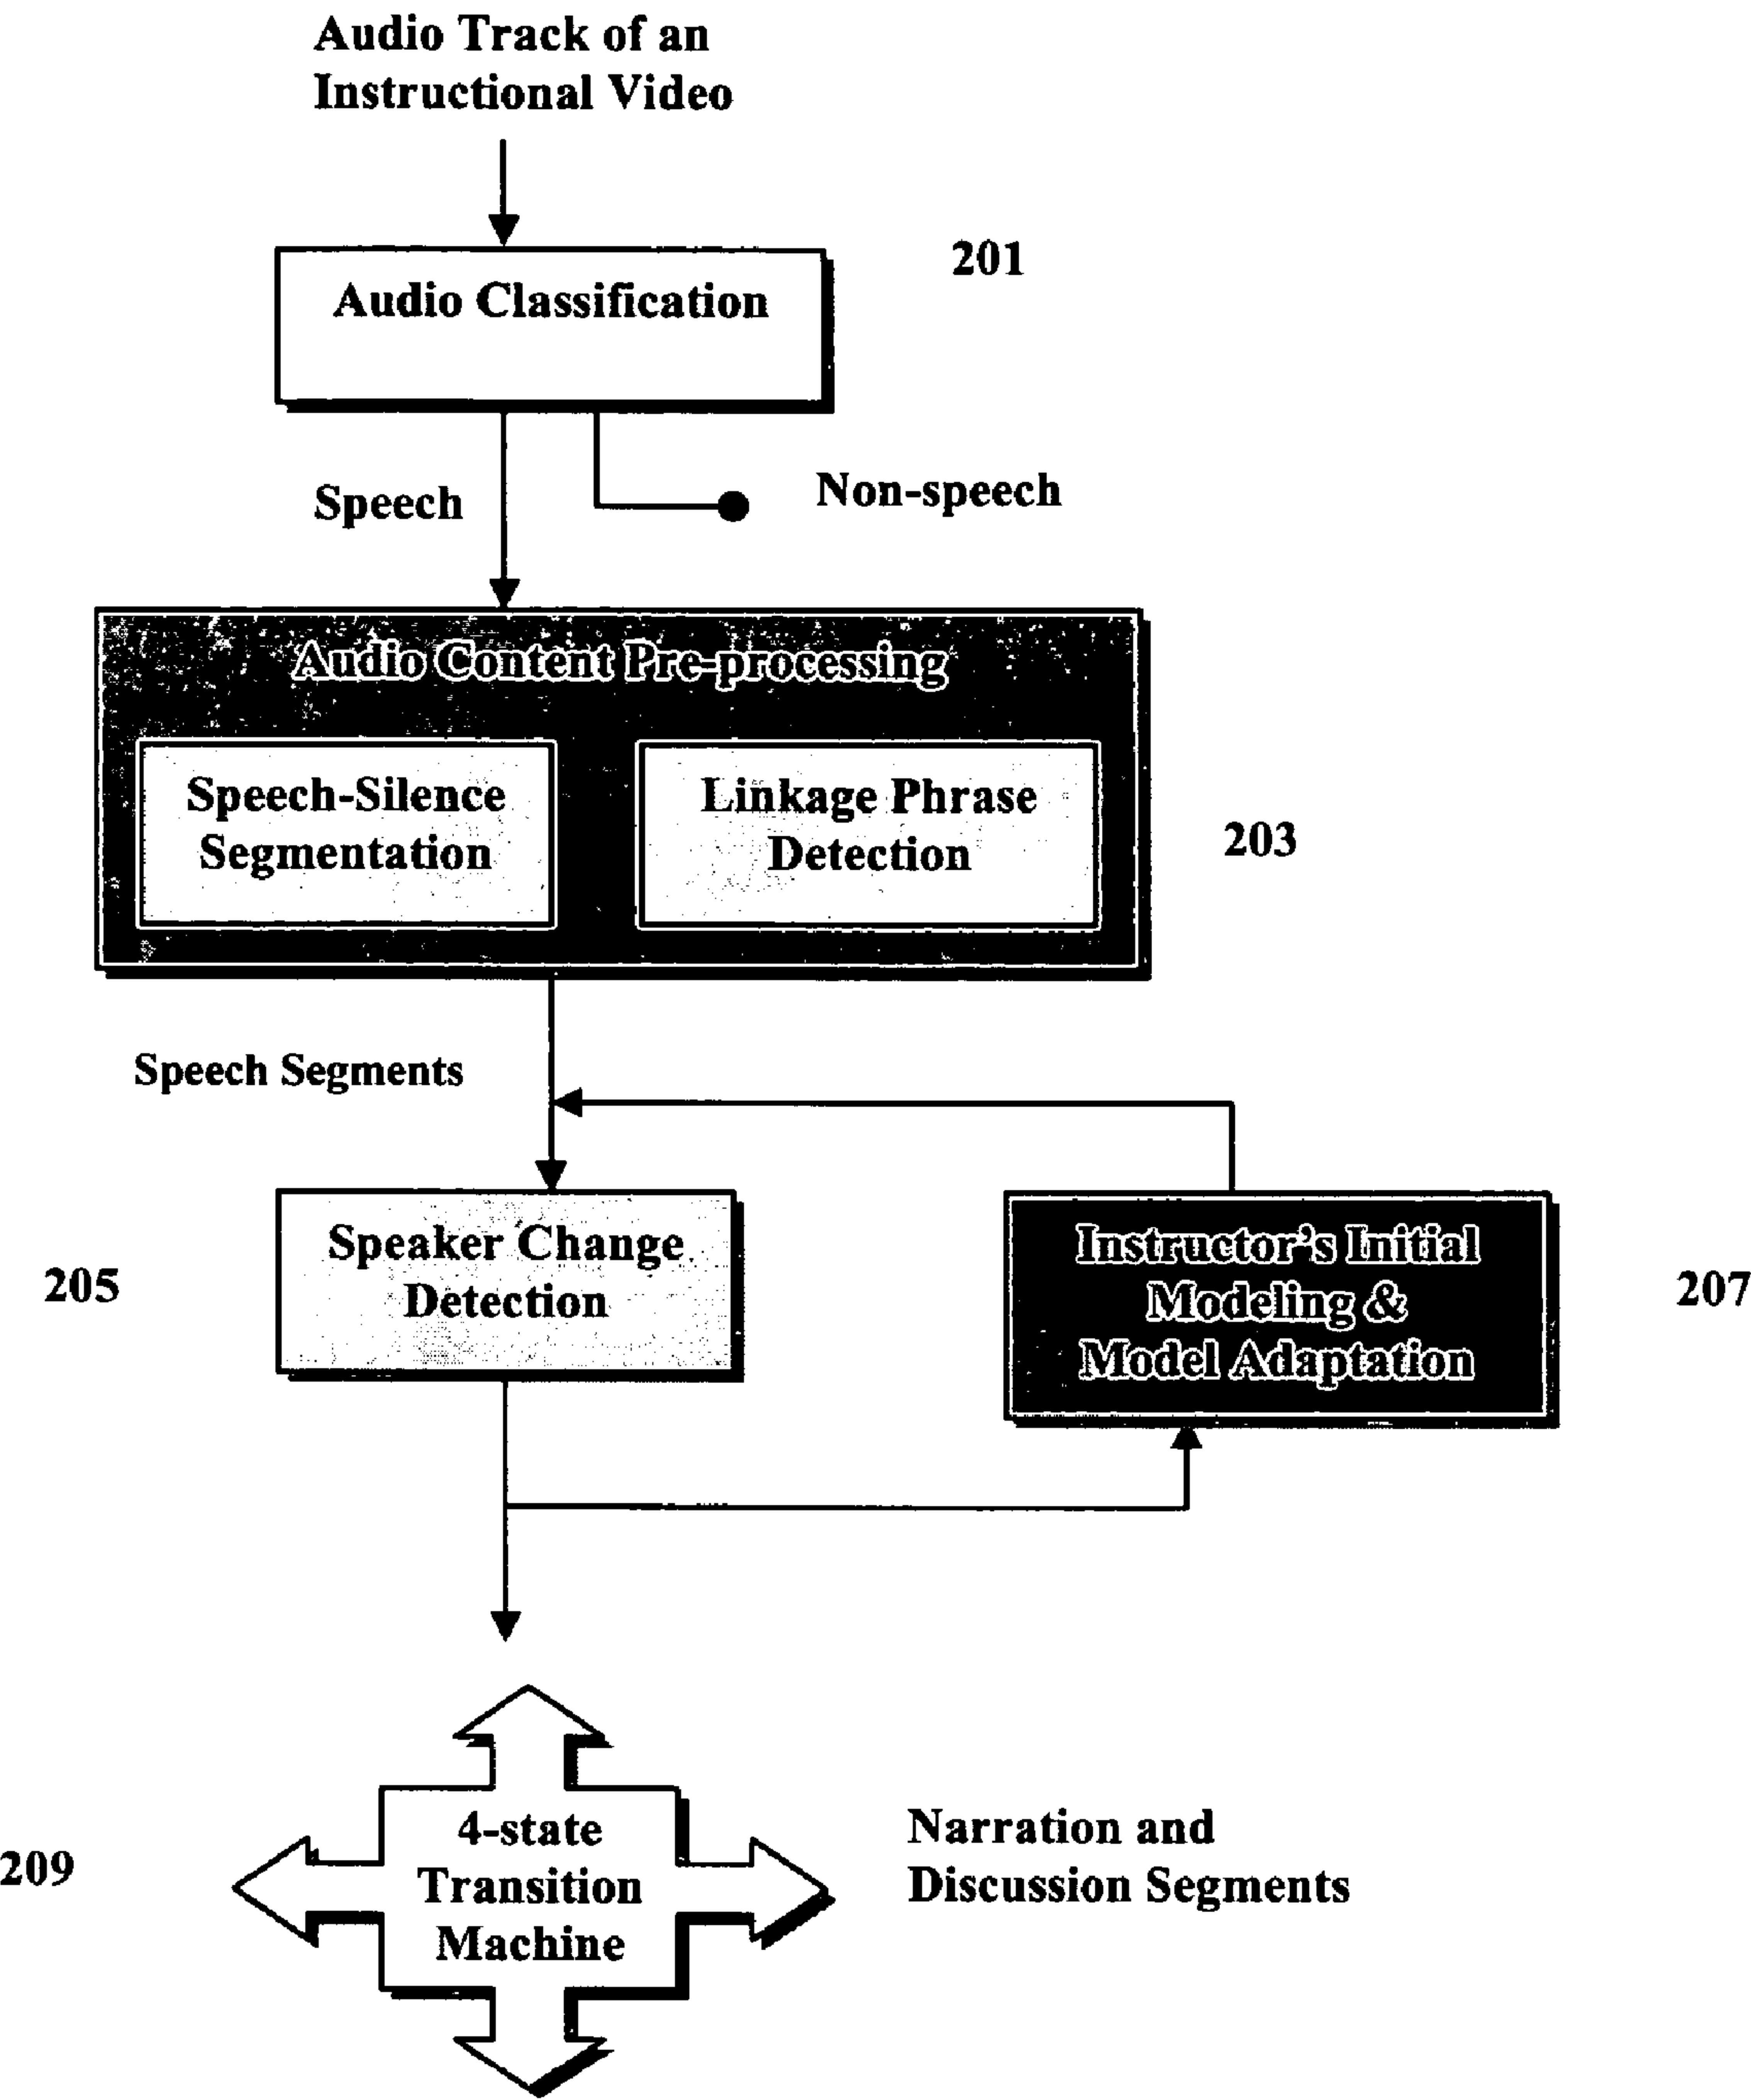 Audio Track of an
Instructional Video
201
Audio Classification
Speech
Non-speech
Audio Content Pre-processing
Speech-Silence
Segmentation
Linkage Phrase
Detection
203
Speech Segments
205
Speaker Change
Detection
Instructor's Initial
Modeling &
Model Adaptation
207
209
4-state
Transition
Machine
Narration and
Discussion Segments